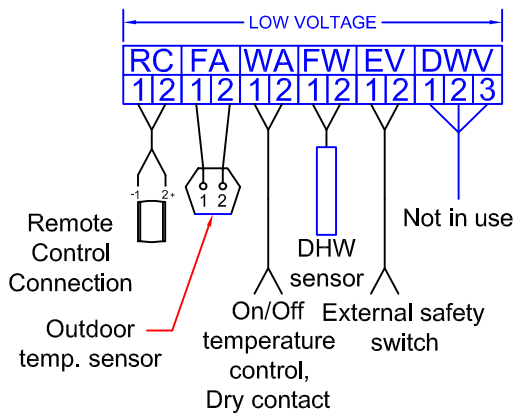 LOW VOLTAGE
RC FA WA FW EV DWV
1 2 1 2 1 2 1 2 1 2 1 2 3
-1 2+
1 2
Remote
Control
Connection
Outdoor
temp. sensor
DHW
sensor
On/Off
temperature
control,
Dry contact
External safety
switch
Not in use